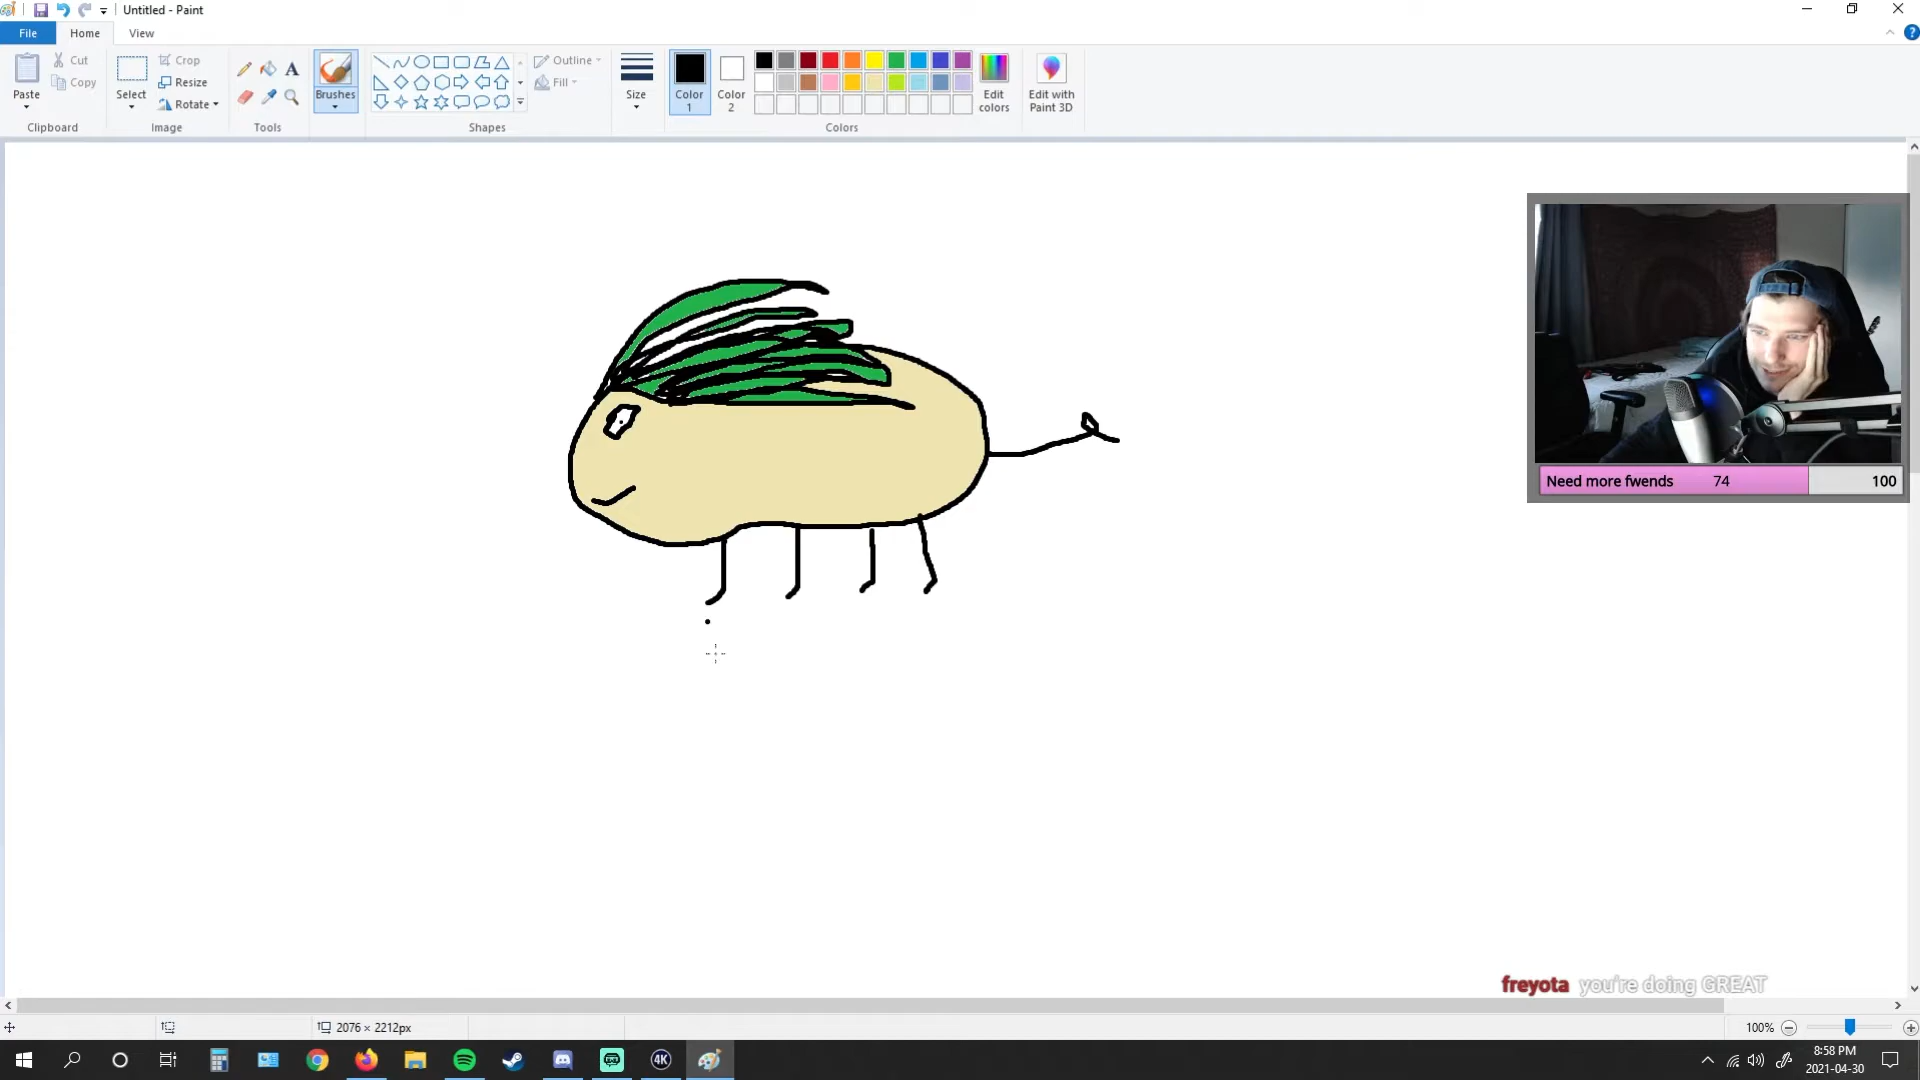 Untitled - Paint
File Home View
Cut
Copy
Paste
Clipboard
Crop
Resize
Rotate
Select
Image
Tools
Brushes
Outline
Fill
Shapes
Size
Color 1
Color 2
Edit colors
Edit with Paint 3D
Colors
Need more fwends 74 100
freyota you're doing GREAT
2076 × 2212px
100%
4K
8:58 PM
2021-04-30